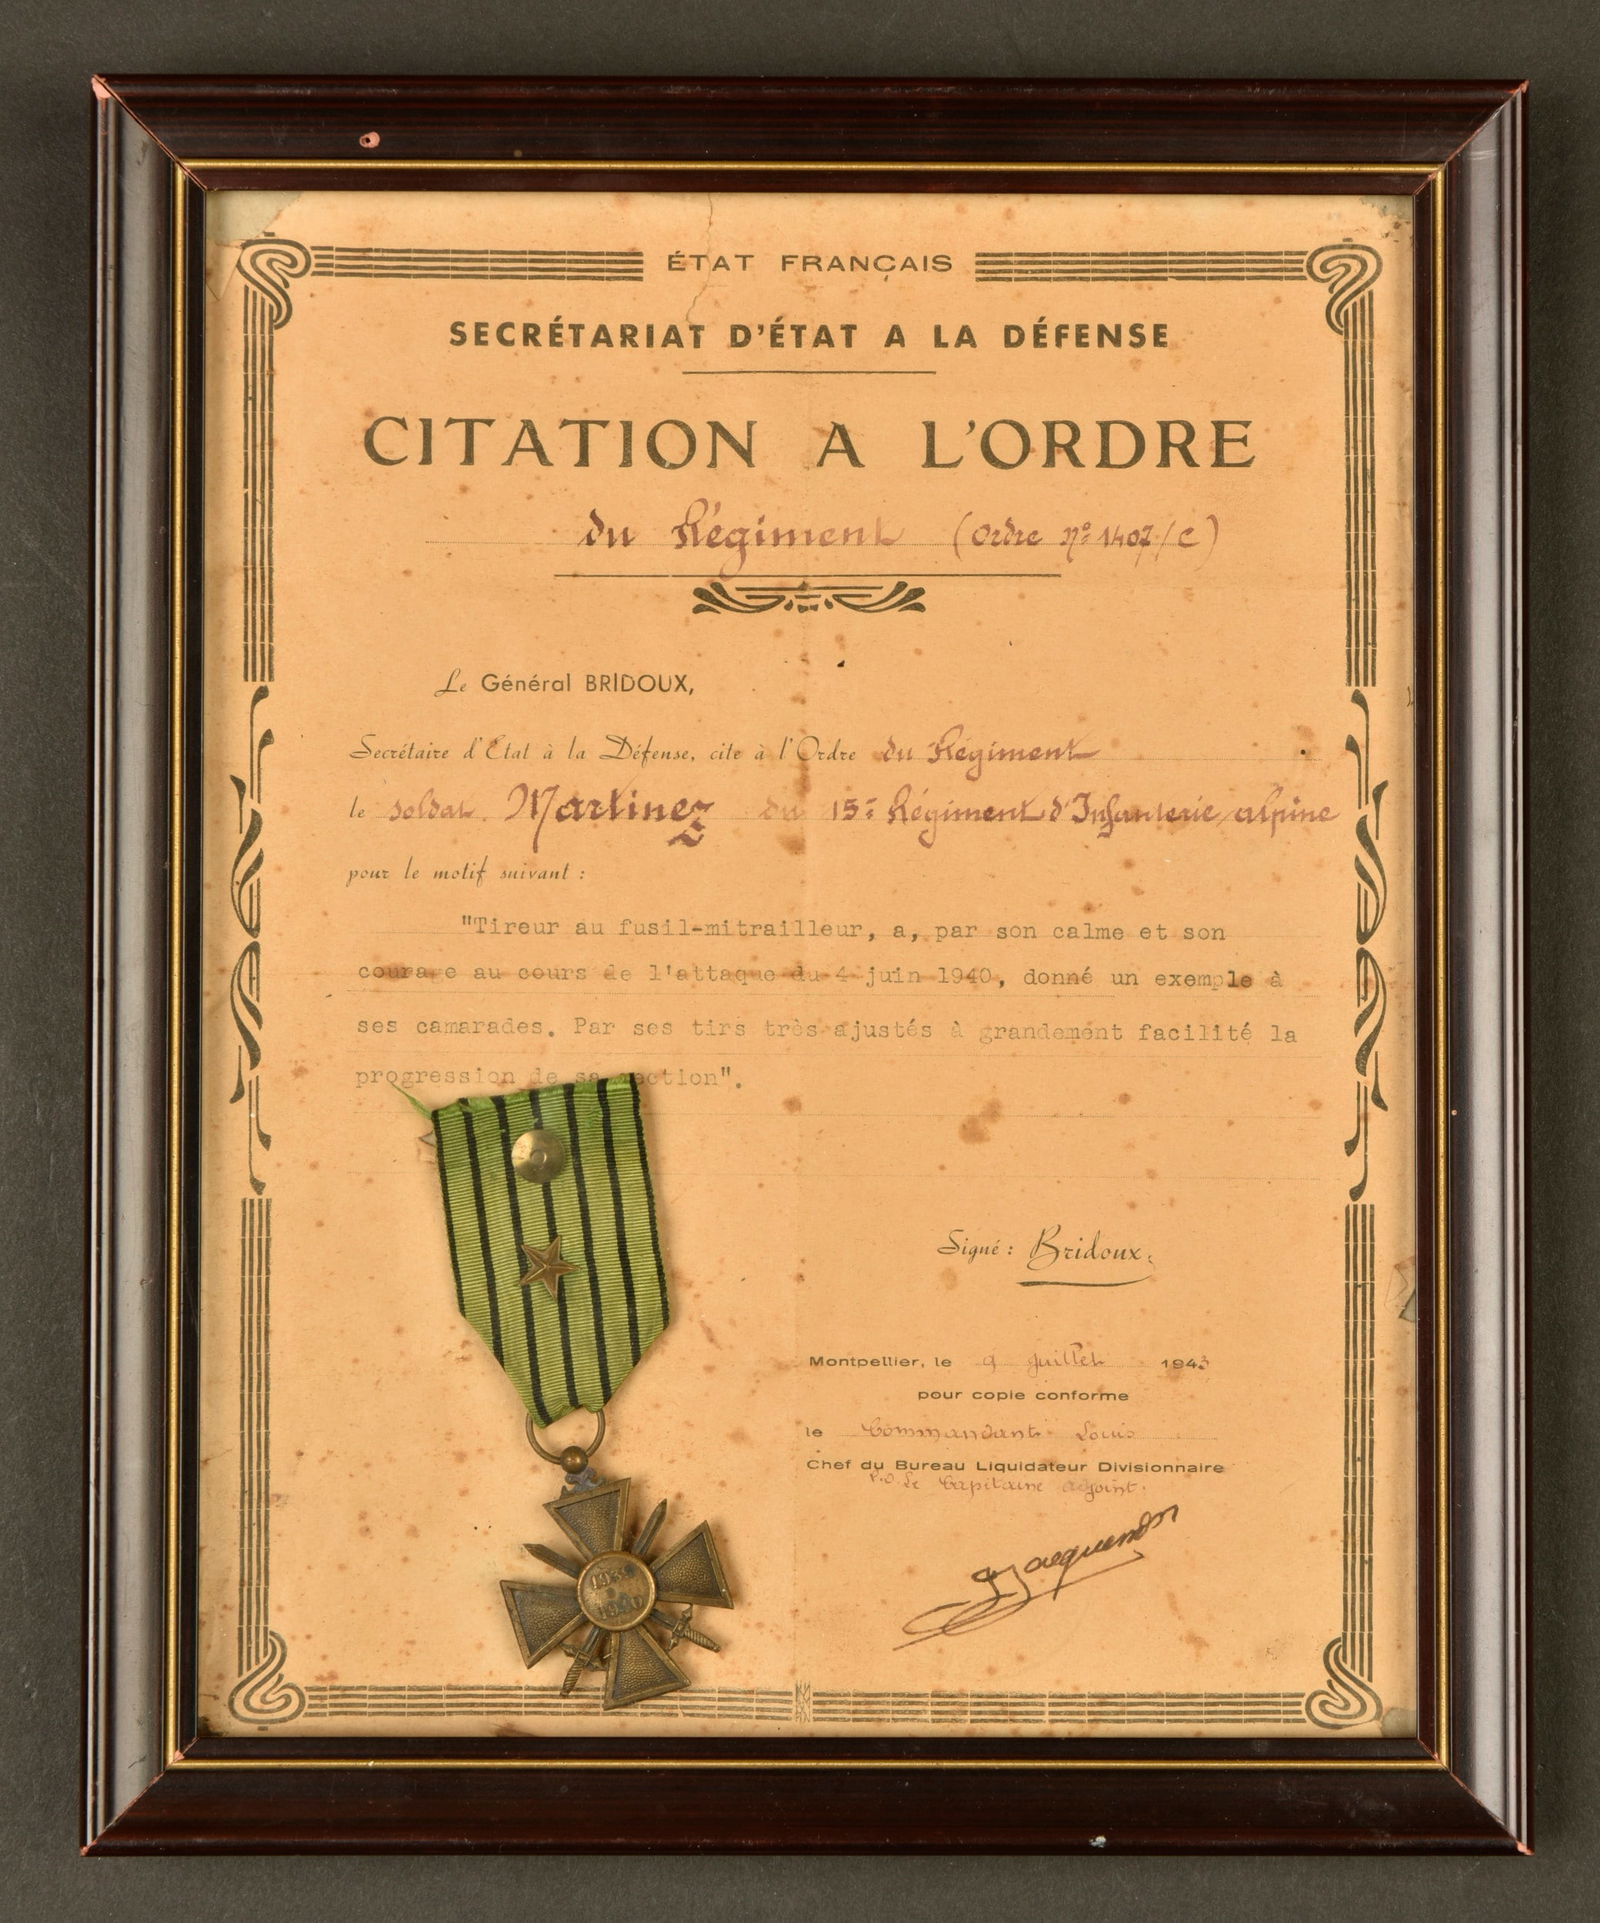 ÉTAT FRANÇAIS
SECRÉTARIAT D'ÉTAT A LA DÉFENSE
CITATION A L'ORDRE
du Régiment (Ordre n° 1407/C)
Le Général BRIDOUX,
Secrétaire d'Etat à la Défense, cite à l'Ordre du Régiment
le soldat Martinez du 15e Régiment d'Infanterie alpine
pour le motif suivant :
"Tireur au fusil-mitrailleur, a, par son calme et son
courage au cours de l'attaque du 4 juin 1940, donné un exemple à
ses camarades. Par ses tirs très ajustés à grandement facilité la
progression de sa section".
Signé : Bridoux.
Montpellier, le 9 juillet 1943
pour copie conforme
le Commandant Louis
Chef du Bureau Liquidateur Divisionnaire
P.O. Le Capitaine adjoint.
1939
1940